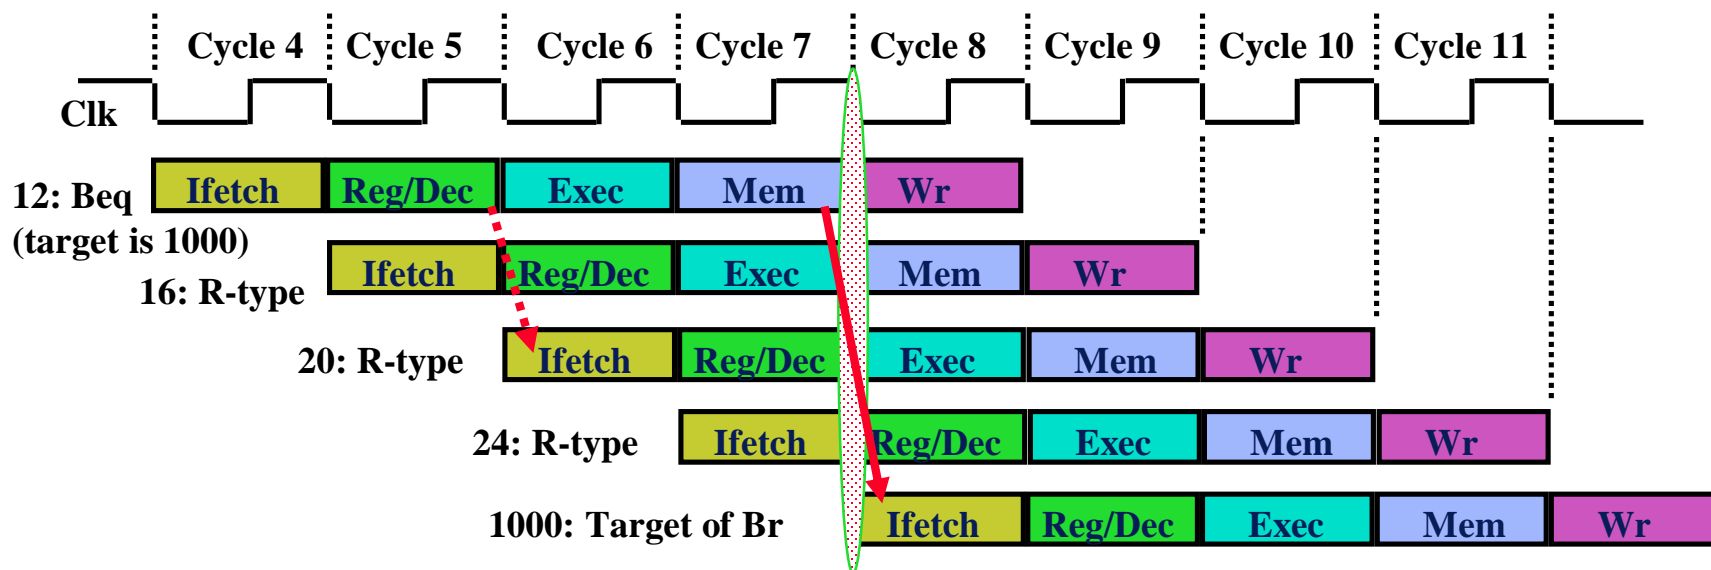 Cycle 4 Cycle 5 Cycle 6 Cycle 7 Cycle 8 Cycle 9 Cycle 10 Cycle 11
Clk
12: Beq Ifetch Reg/Dec Exec Mem Wr
(target is 1000)
16: R-type Ifetch Reg/Dec Exec Mem Wr
20: R-type Ifetch Reg/Dec Exec Mem Wr
24: R-type Ifetch Reg/Dec Exec Mem Wr
1000: Target of Br Ifetch Reg/Dec Exec Mem Wr